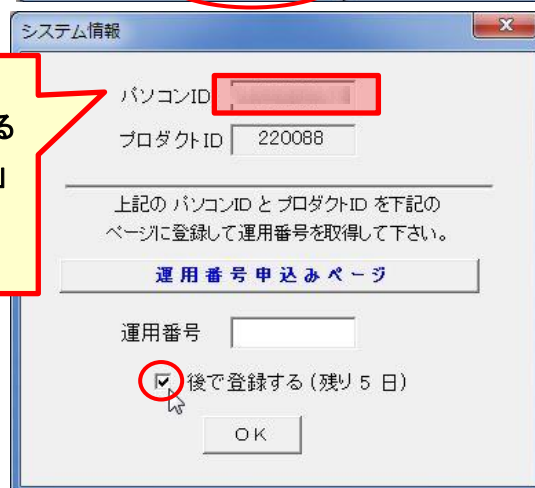 システム情報
る
」
パソコンID
プロダクトID 220088
上記の パソコンID と プロダクトID を下記の
ページに登録して運用番号を取得して下さい。
運用番号申込みページ
運用番号
後で登録する(残り 5 日)
OK